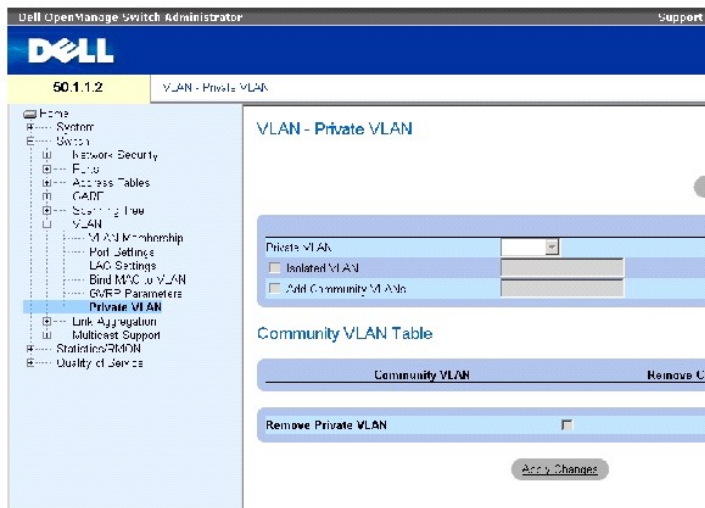 Dell OpenManage Switch Administrator
Support
DELL
50.1.1.2
VLAN - Private VLAN
Home
System
Switch
Network Security
Ports
Address Tables
GARP
Spanning Tree
VLAN
VLAN Membership
Port Settings
LAG Settings
Bind MAC to VLAN
GVRP Parameters
Private VLAN
Link Aggregation
Multicast Support
Statistics/RMON
Quality of Service
VLAN - Private VLAN
Private VLAN
Isolated VLAN
Add Community VLANs
Community VLAN Table
Community VLAN
Remove C
Remove Private VLAN
Apply Changes